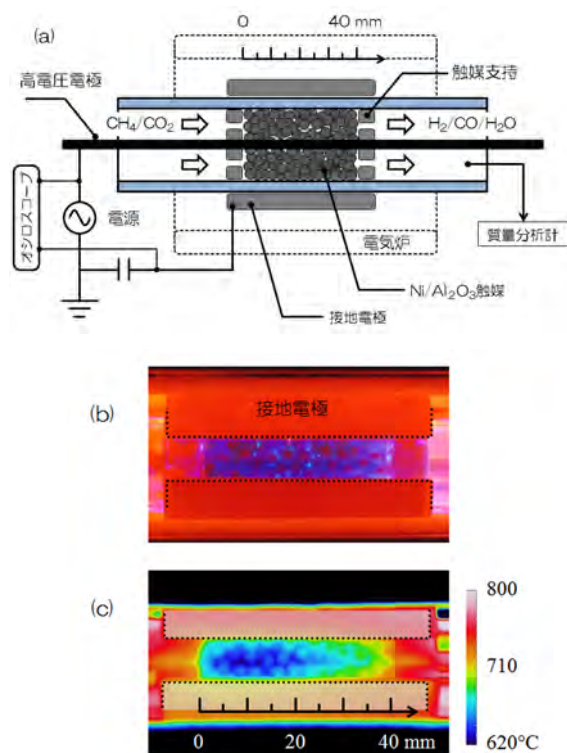 (a)
0
40 mm
高電圧電極
触媒支持
CH4/CO2
H2/CO/H2O
オシロスコープ
電源
電気炉
質量分析計
Ni/Al2O3触媒
接地電極
(b)
接地電極
(c)
800
710
620℃
0
20
40 mm